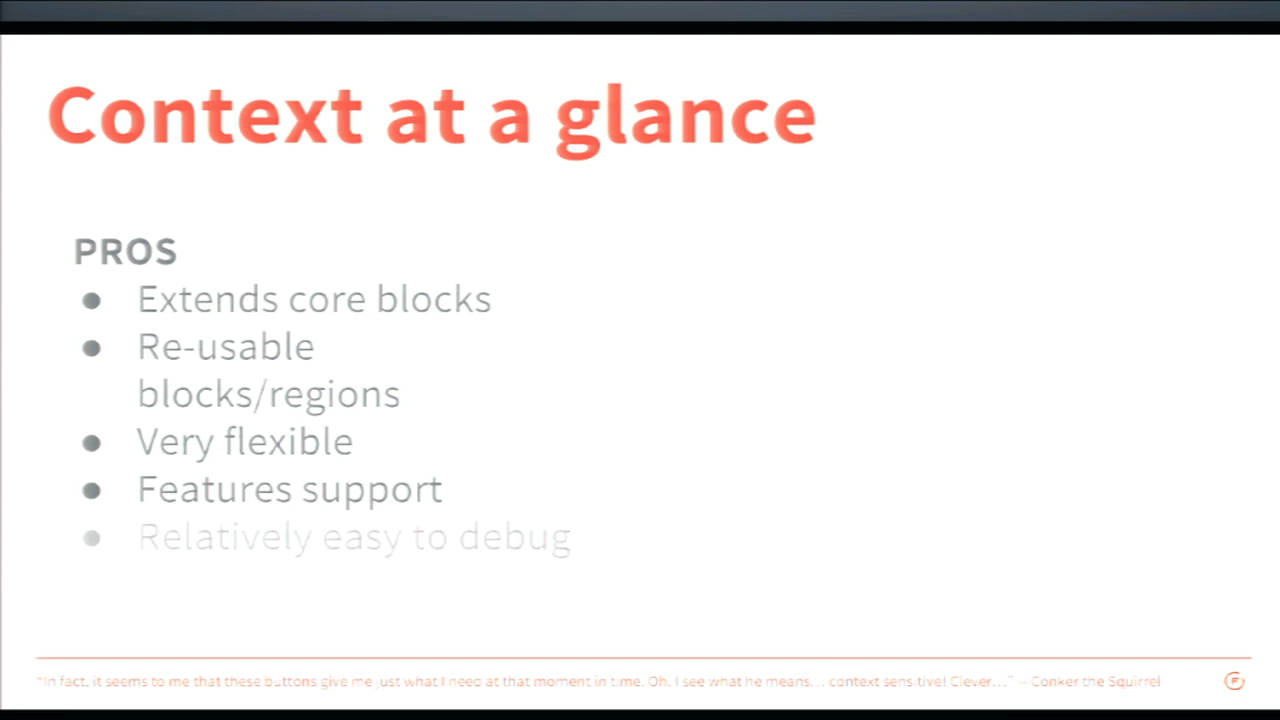 Context at a glance
PROS
● Extends core blocks
● Re-usable
blocks/regions
● Very flexible
● Features support
● Relatively easy to debug
"In fact, it seems to me that these buttons give me just what I need at that moment in time. Oh, I see what he means... context sensitive! Clever..." – Conker the Squirrel